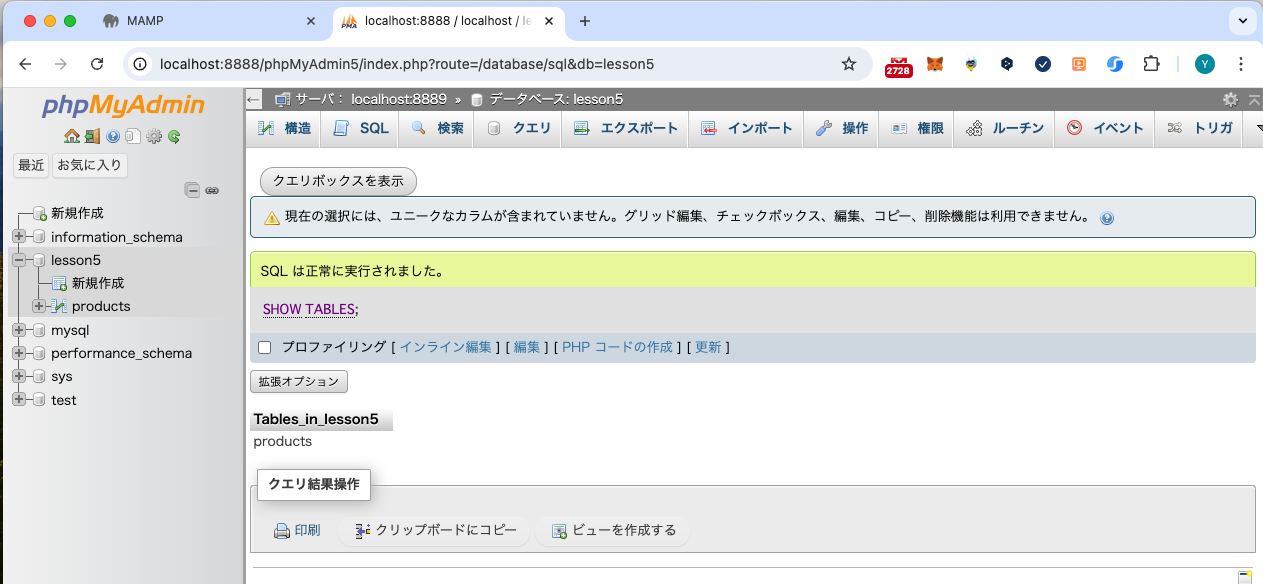 MAMP
localhost:8888 / localhost / le
localhost:8888/phpMyAdmin5/index.php?route=/database/sql&db=lesson5
2728
Y
phpMyAdmin
サーバ： localhost:8889 » データベース: lesson5
構造 SQL 検索 クエリ エクスポート インポート 操作 権限 ルーチン イベント トリガ
最近 お気に入り
新規作成
information_schema
lesson5
新規作成
products
mysql
performance_schema
sys
test
クエリボックスを表示
現在の選択には、ユニークなカラムが含まれていません。グリッド編集、チェックボックス、編集、コピー、削除機能は利用できません。
SQL は正常に実行されました。
SHOW TABLES;
プロファイリング [ インライン編集 ] [ 編集 ] [ PHP コードの作成 ] [ 更新 ]
拡張オプション
Tables_in_lesson5
products
クエリ結果操作
印刷 クリップボードにコピー ビューを作成する